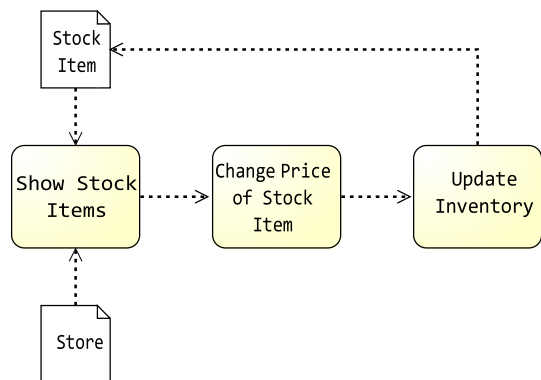 Stock
Item
Show Stock
Items
Change Price
of Stock
Item
Update
Inventory
Store